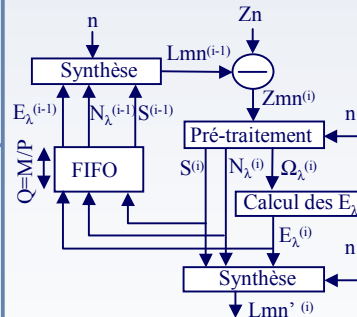 n
Zn
Lmn(i-1)
Synthèse
Eλ(i-1)
Nλ(i-1)
S(i-1)
Zmn(i)
Pré-traitement
n
Q=M/P
FIFO
S(i)
Nλ(i)
Ωλ(i)
Calcul des Eλ
Eλ(i)
n
Synthèse
Lmn’ (i)